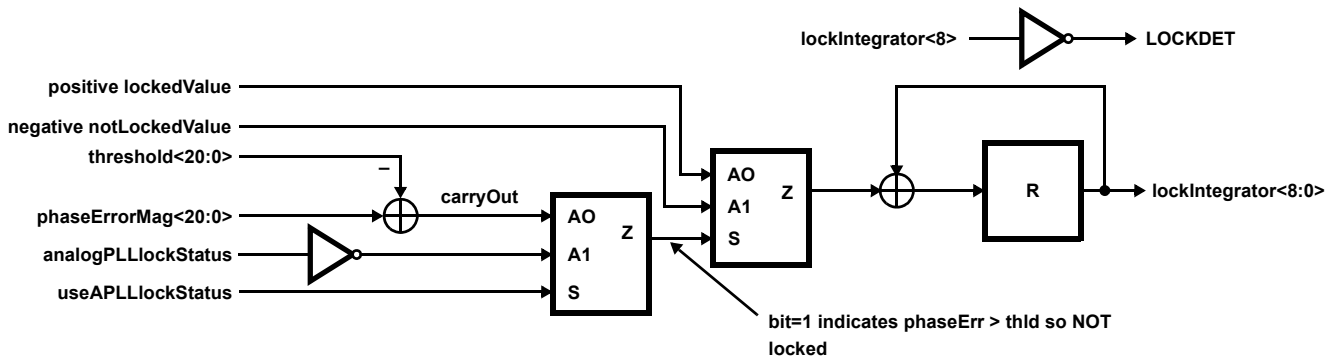 lockIntegrator<8>
LOCKDET
positive lockedValue
negative notLockedValue
threshold<20:0>
–
carryOut
phaseErrorMag<20:0>
analogPLLlockStatus
useAPLLlockStatus
AO
A1
S
Z
AO
A1
S
Z
R
lockIntegrator<8:0>
bit=1 indicates phaseErr > thld so NOT
locked